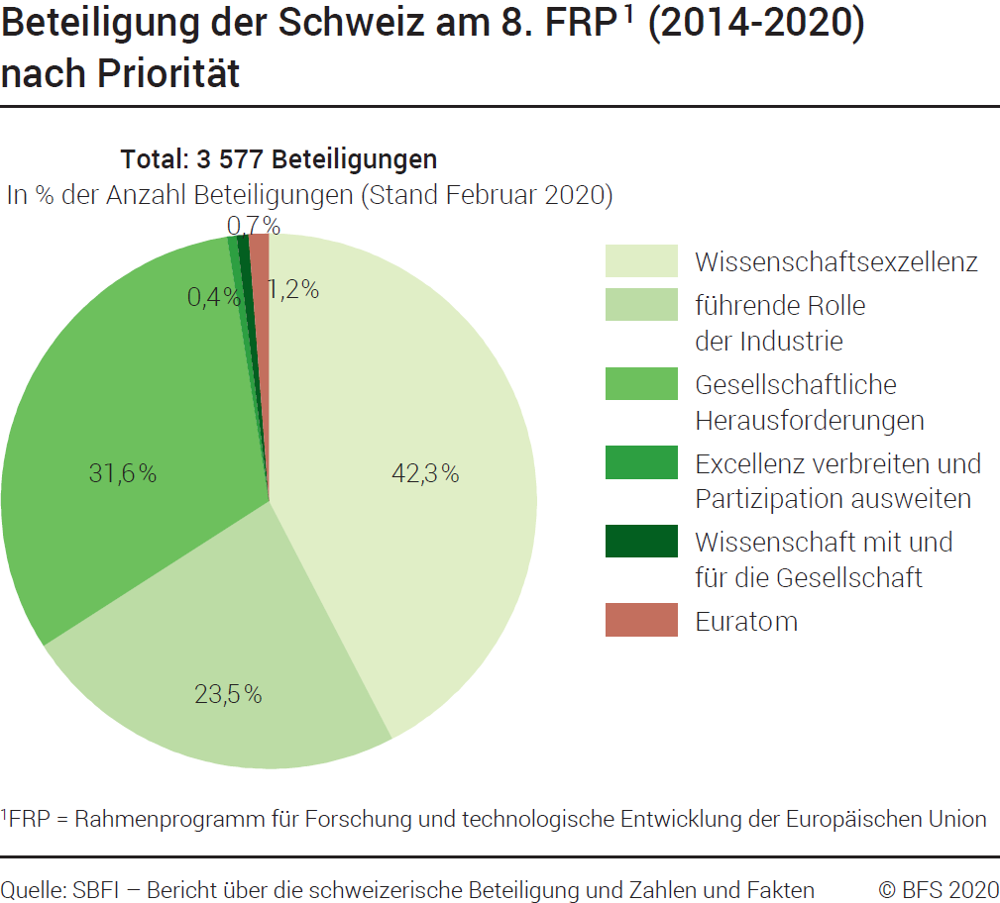 Beteiligung der Schweiz am 8. FRP¹ (2014-2020)
nach Priorität
Total: 3 577 Beteiligungen
In % der Anzahl Beteiligungen (Stand Februar 2020)
0,7%
0,4%
1,2%
31,6%
42,3%
23,5%
Wissenschaftsexzellenz
führende Rolle
der Industrie
Gesellschaftliche
Herausforderungen
Excellenz verbreiten und
Partizipation ausweiten
Wissenschaft mit und
für die Gesellschaft
Euratom
¹FRP = Rahmenprogramm für Forschung und technologische Entwicklung der Europäischen Union
Quelle: SBFI – Bericht über die schweizerische Beteiligung und Zahlen und Fakten
© BFS 2020